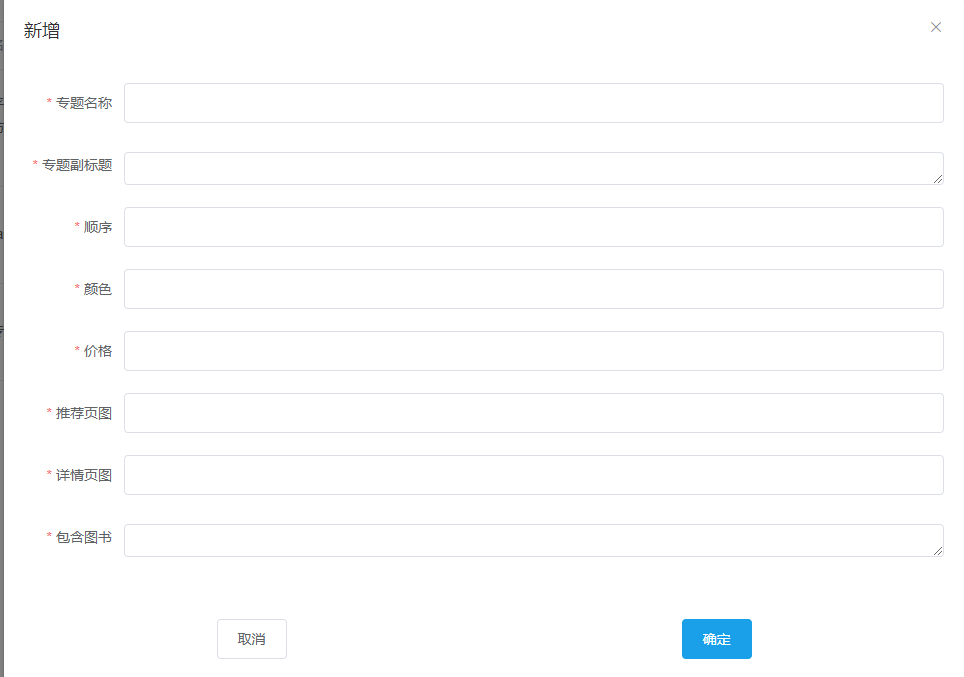 新增
* 专题名称
* 专题副标题
* 顺序
* 颜色
* 价格
* 推荐页图
* 详情页图
* 包含图书
取消
确定